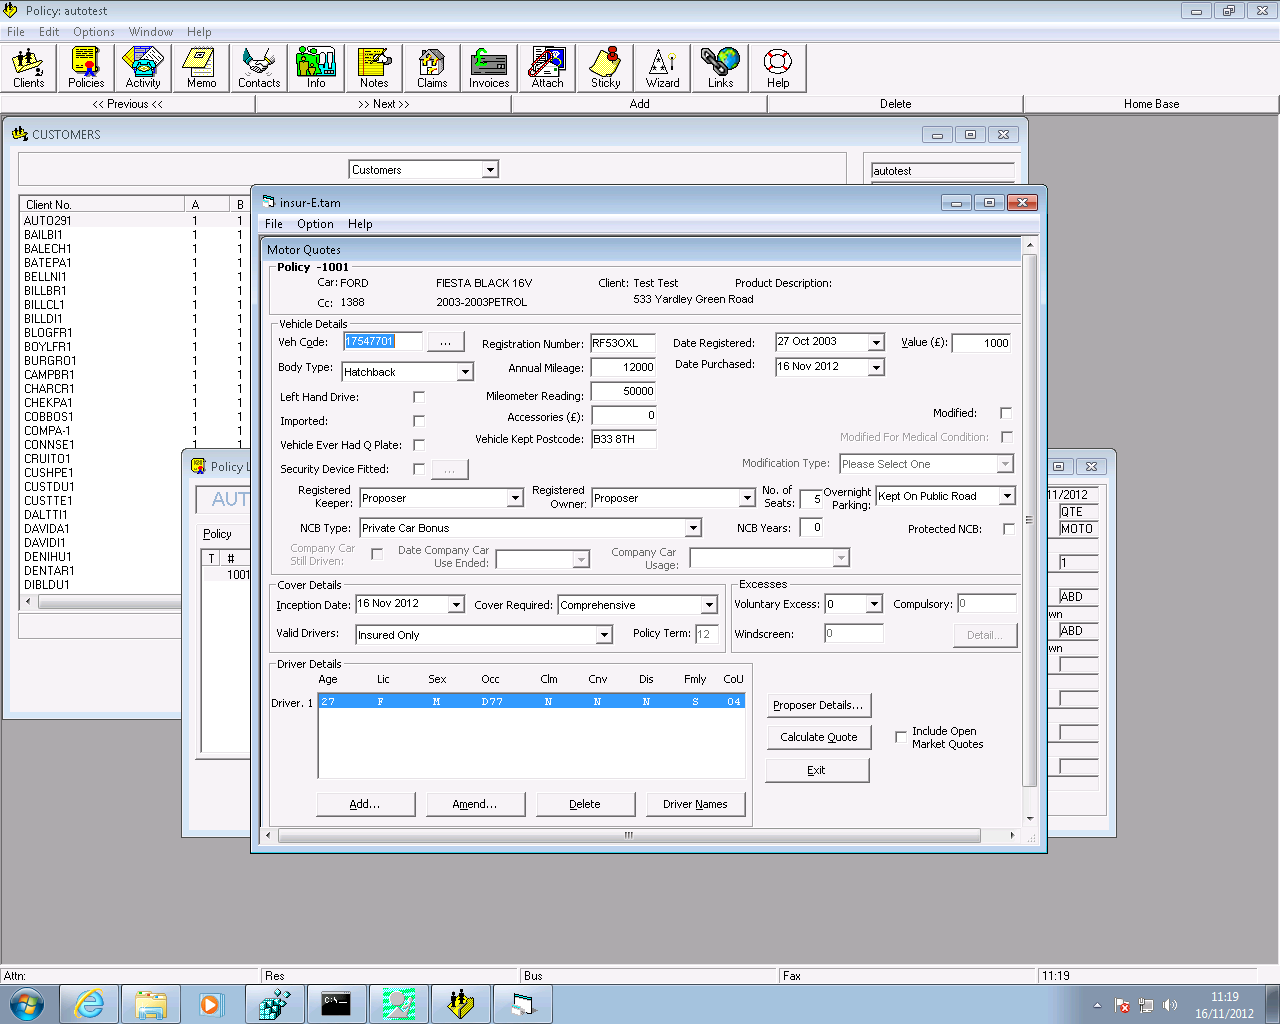 Policy: autotest
File Edit Options Window Help
Clients Policies Activity Memo Contacts Info Notes Claims Invoices Attach Sticky Wizard Links Help
<< Previous << >> Next >> Add Delete Home Base
CUSTOMERS
Customers
autotest
Client No. A B
AUTO291 1 1
BAILBI1 1 1
BALECH1 1 1
BATEPA1 1 1
BELLNI1 1 1
BILLBR1 1 1
BILLCL1 1 1
BILLDI1 1 1
BLOGFR1 1 1
BOYLFR1 1 1
BURGRO1 1 1
CAMPBR1 1 1
CHARCR1 1 1
CHEKPA1 1 1
COBBOS1 1 1
COMPA-1 1 1
CONNSE1 1 1
CRUITO1
CUSHPE1
CUSTDU1
CUSTTE1
DALTTI1
DAVIDA1
DAVIDI1
DENIHU1
DENTAR1
DIBLDU1
Policy L
AUT
Policy
T #
1001
insur-E.tam
File Option Help
Motor Quotes
Policy -1001
Car: FORD FIESTA BLACK 16V Client: Test Test Product Description:
Cc: 1388 2003-2003PETROL 533 Yardley Green Road
Vehicle Details
Veh Code: 17547701 ... Registration Number: RF53OXL Date Registered: 27 Oct 2003 Value (£): 1000
Body Type: Hatchback Annual Mileage: 12000 Date Purchased: 16 Nov 2012
Left Hand Drive: Mileometer Reading: 50000
Imported: Accessories (£): 0 Modified:
Vehicle Ever Had Q Plate: Vehicle Kept Postcode: B33 8TH Modified For Medical Condition:
Security Device Fitted: ... Modification Type: Please Select One
Registered Keeper: Proposer Registered Owner: Proposer No. of Seats: 5 Overnight Parking: Kept On Public Road
NCB Type: Private Car Bonus NCB Years: 0 Protected NCB:
Company Car Still Driven: Date Company Car Use Ended: Company Car Usage:
Cover Details
Inception Date: 16 Nov 2012 Cover Required: Comprehensive
Valid Drivers: Insured Only Policy Term: 12
Excesses
Voluntary Excess: 0 Compulsory: 0
Windscreen: 0 Detail...
Driver Details
Age Lic Sex Occ Clm Cnv Dis Fmly CoU
Driver. 1 27 F M D77 N N N S 04
Add... Amend... Delete Driver Names
Proposer Details...
Calculate Quote
Exit
Include Open Market Quotes
11/2012
QTE
MOTO
1
ABD
wn
ABD
wn
Attn: Res Bus Fax 11:19
C:\_
11:19
16/11/2012